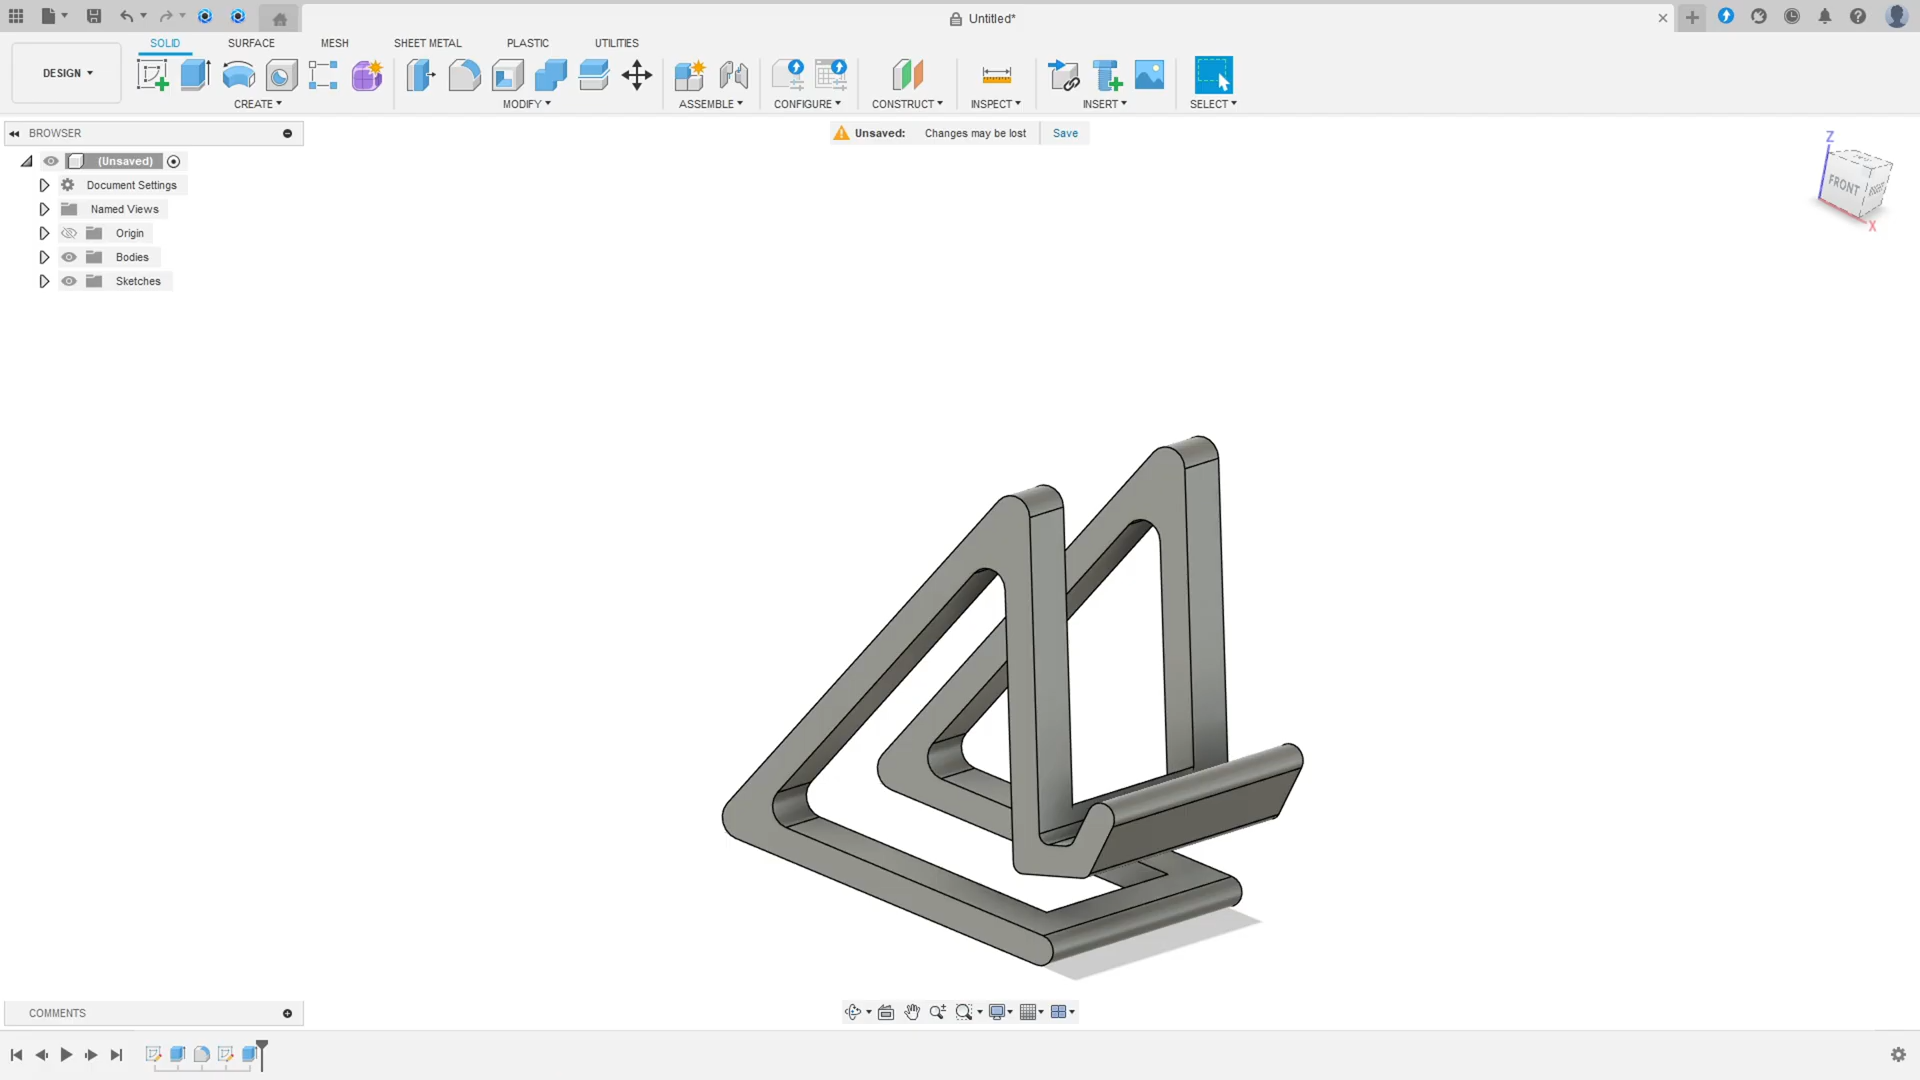 Untitled*
SOLID SURFACE MESH SHEET METAL PLASTIC UTILITIES
DESIGN
CREATE MODIFY ASSEMBLE CONFIGURE CONSTRUCT INSPECT INSERT SELECT
BROWSER
Unsaved: Changes may be lost Save
(Unsaved)
Document Settings
Named Views
Origin
Bodies
Sketches
Z
FRONT
RIGHT
X
COMMENTS